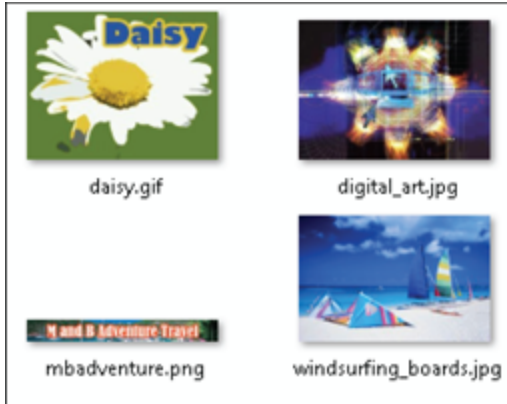 Daisy
daisy.gif
digital_art.jpg
M and B Adventure Travel
mbadventure.png
windsurfing_boards.jpg